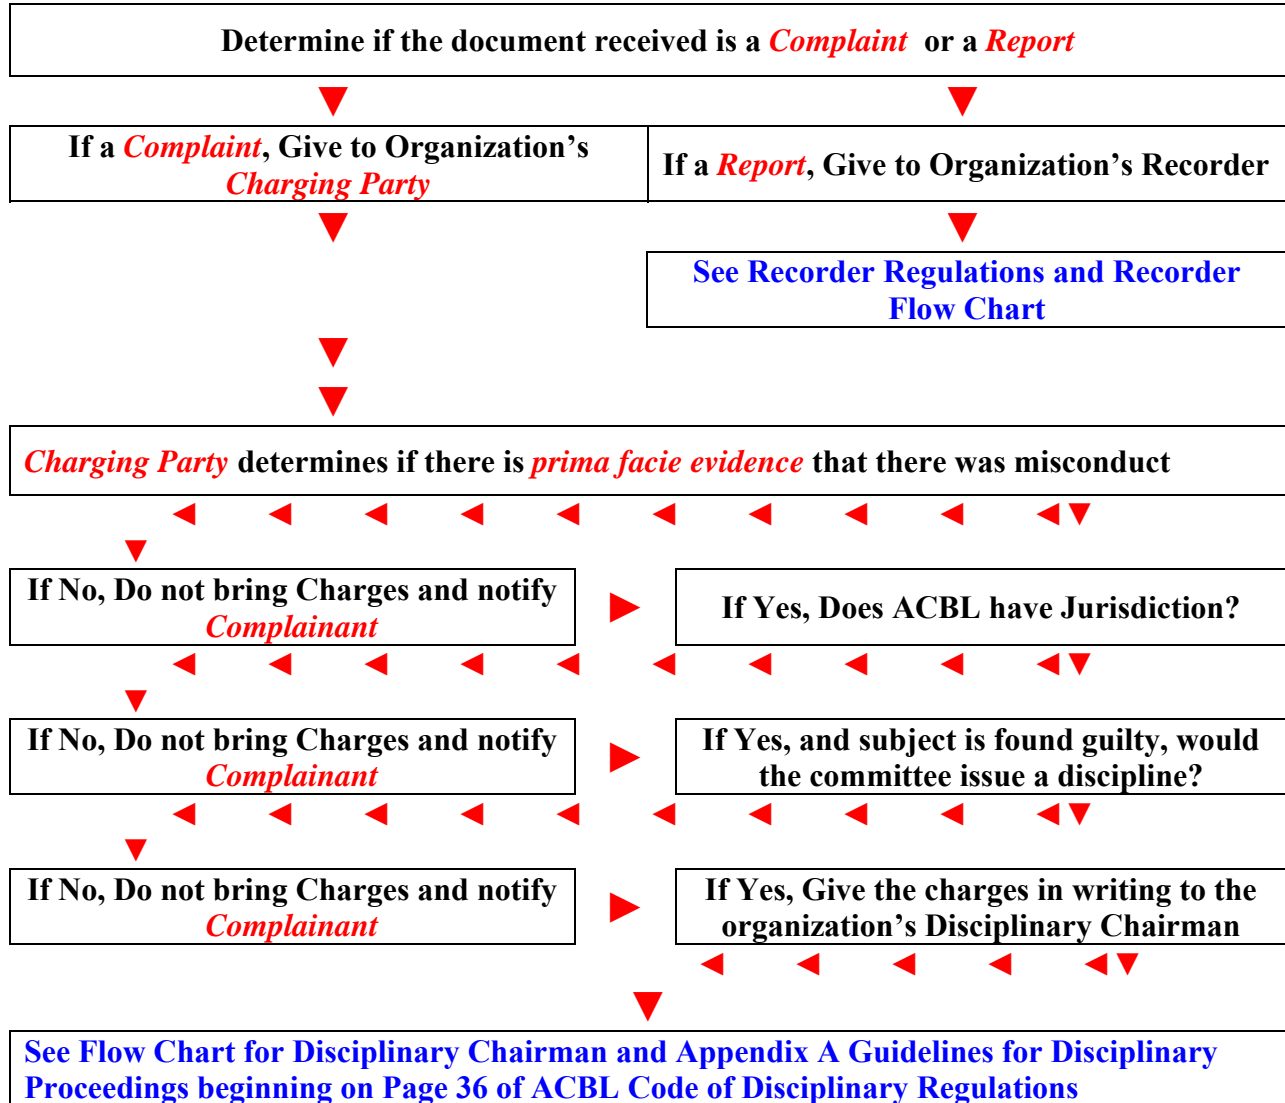 Determine if the document received is a Complaint or a Report
If a Complaint, Give to Organization's
Charging Party
If a Report, Give to Organization's Recorder
See Recorder Regulations and Recorder
Flow Chart
Charging Party determines if there is prima facie evidence that there was misconduct
If No, Do not bring Charges and notify
Complainant
If Yes, Does ACBL have Jurisdiction?
If No, Do not bring Charges and notify
Complainant
If Yes, and subject is found guilty, would
the committee issue a discipline?
If No, Do not bring Charges and notify
Complainant
If Yes, Give the charges in writing to the
organization's Disciplinary Chairman
See Flow Chart for Disciplinary Chairman and Appendix A Guidelines for Disciplinary
Proceedings beginning on Page 36 of ACBL Code of Disciplinary Regulations